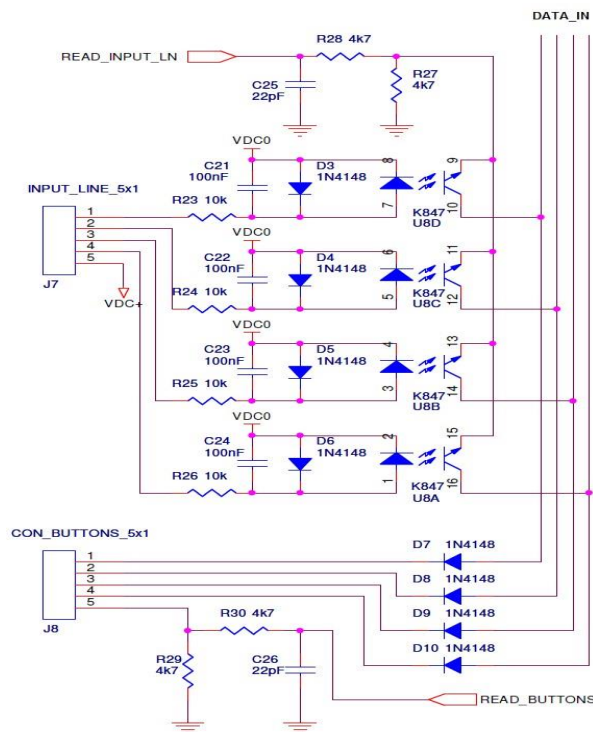 DATA_IN
READ_INPUT_LN
R28 4k7
C25
22pF
R27
4k7
INPUT_LINE_5x1
1
2
3
4
5
J7
VDC+
R23 10k
C21
100nF
VDC0
D3
1N4148
8
7
9
10
K847
U8D
R24 10k
C22
100nF
VDC0
D4
1N4148
6
5
11
12
K847
U8C
R25 10k
C23
100nF
VDC0
D5
1N4148
4
3
13
14
K847
U8B
R26 10k
C24
100nF
VDC0
D6
1N4148
2
1
15
16
K847
U8A
CON_BUTTONS_5x1
1
2
3
4
5
J8
D7 1N4148
D8 1N4148
D9 1N4148
D10 1N4148
R30 4k7
R29
4k7
C26
22pF
READ_BUTTONS